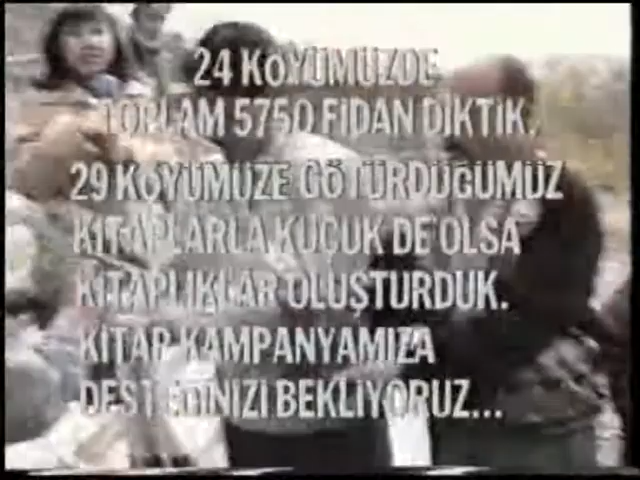 24 KÖYÜMÜZDE
TOPLAM 5750 FİDAN DİKTİK.
29 KÖYÜMÜZE GÖTÜRDÜĞÜMÜZ
KİTAPLARLA KÜÇÜK DE OLSA
KİTAPLIKLAR OLUŞTURDUK.
KİTAP KAMPANYAMIZA
DESTEĞİNİZİ BEKLİYORUZ...